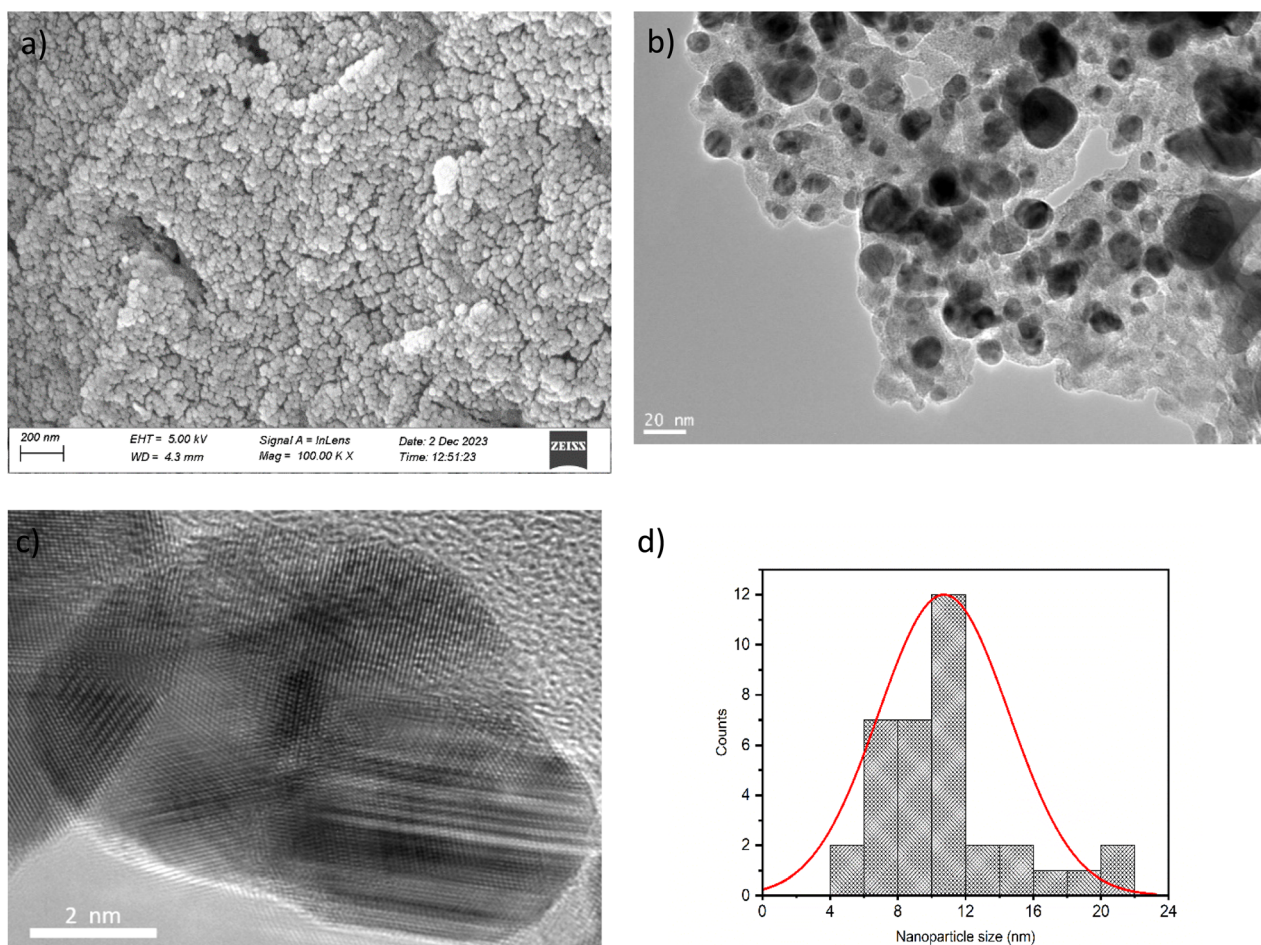 a)
200 nm
EHT = 5.00 kV
WD = 4.3 mm
Signal A = InLens
Mag = 100.00 K X
Date: 2 Dec 2023
Time: 12:51:23
ZEISS
b)
20 nm
c)
2 nm
d)
Counts
12
10
8
6
4
2
0
0 4 8 12 16 20 24
Nanoparticle size (nm)